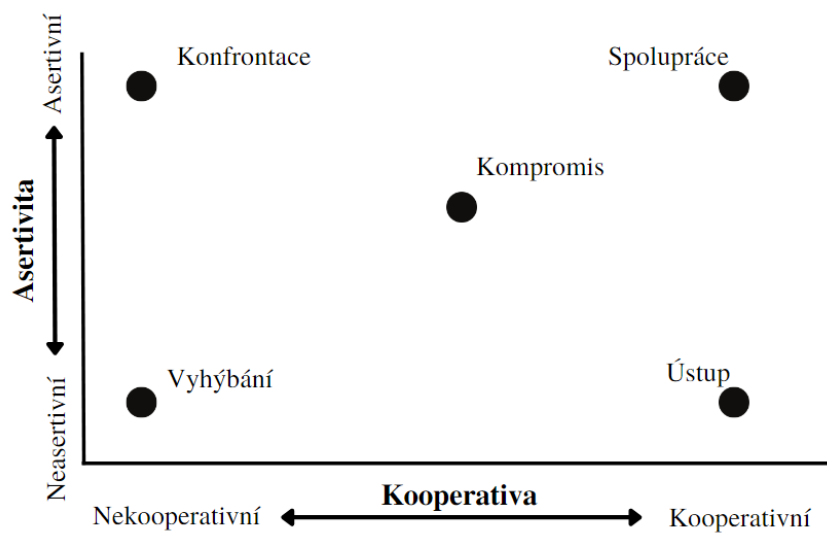 Asertivní
Konfrontace
Spolupráce
Kompromis
Asertivita
Vyhýbání
Ústup
Neasertivní
Kooperativa
Nekooperativní
Kooperativní